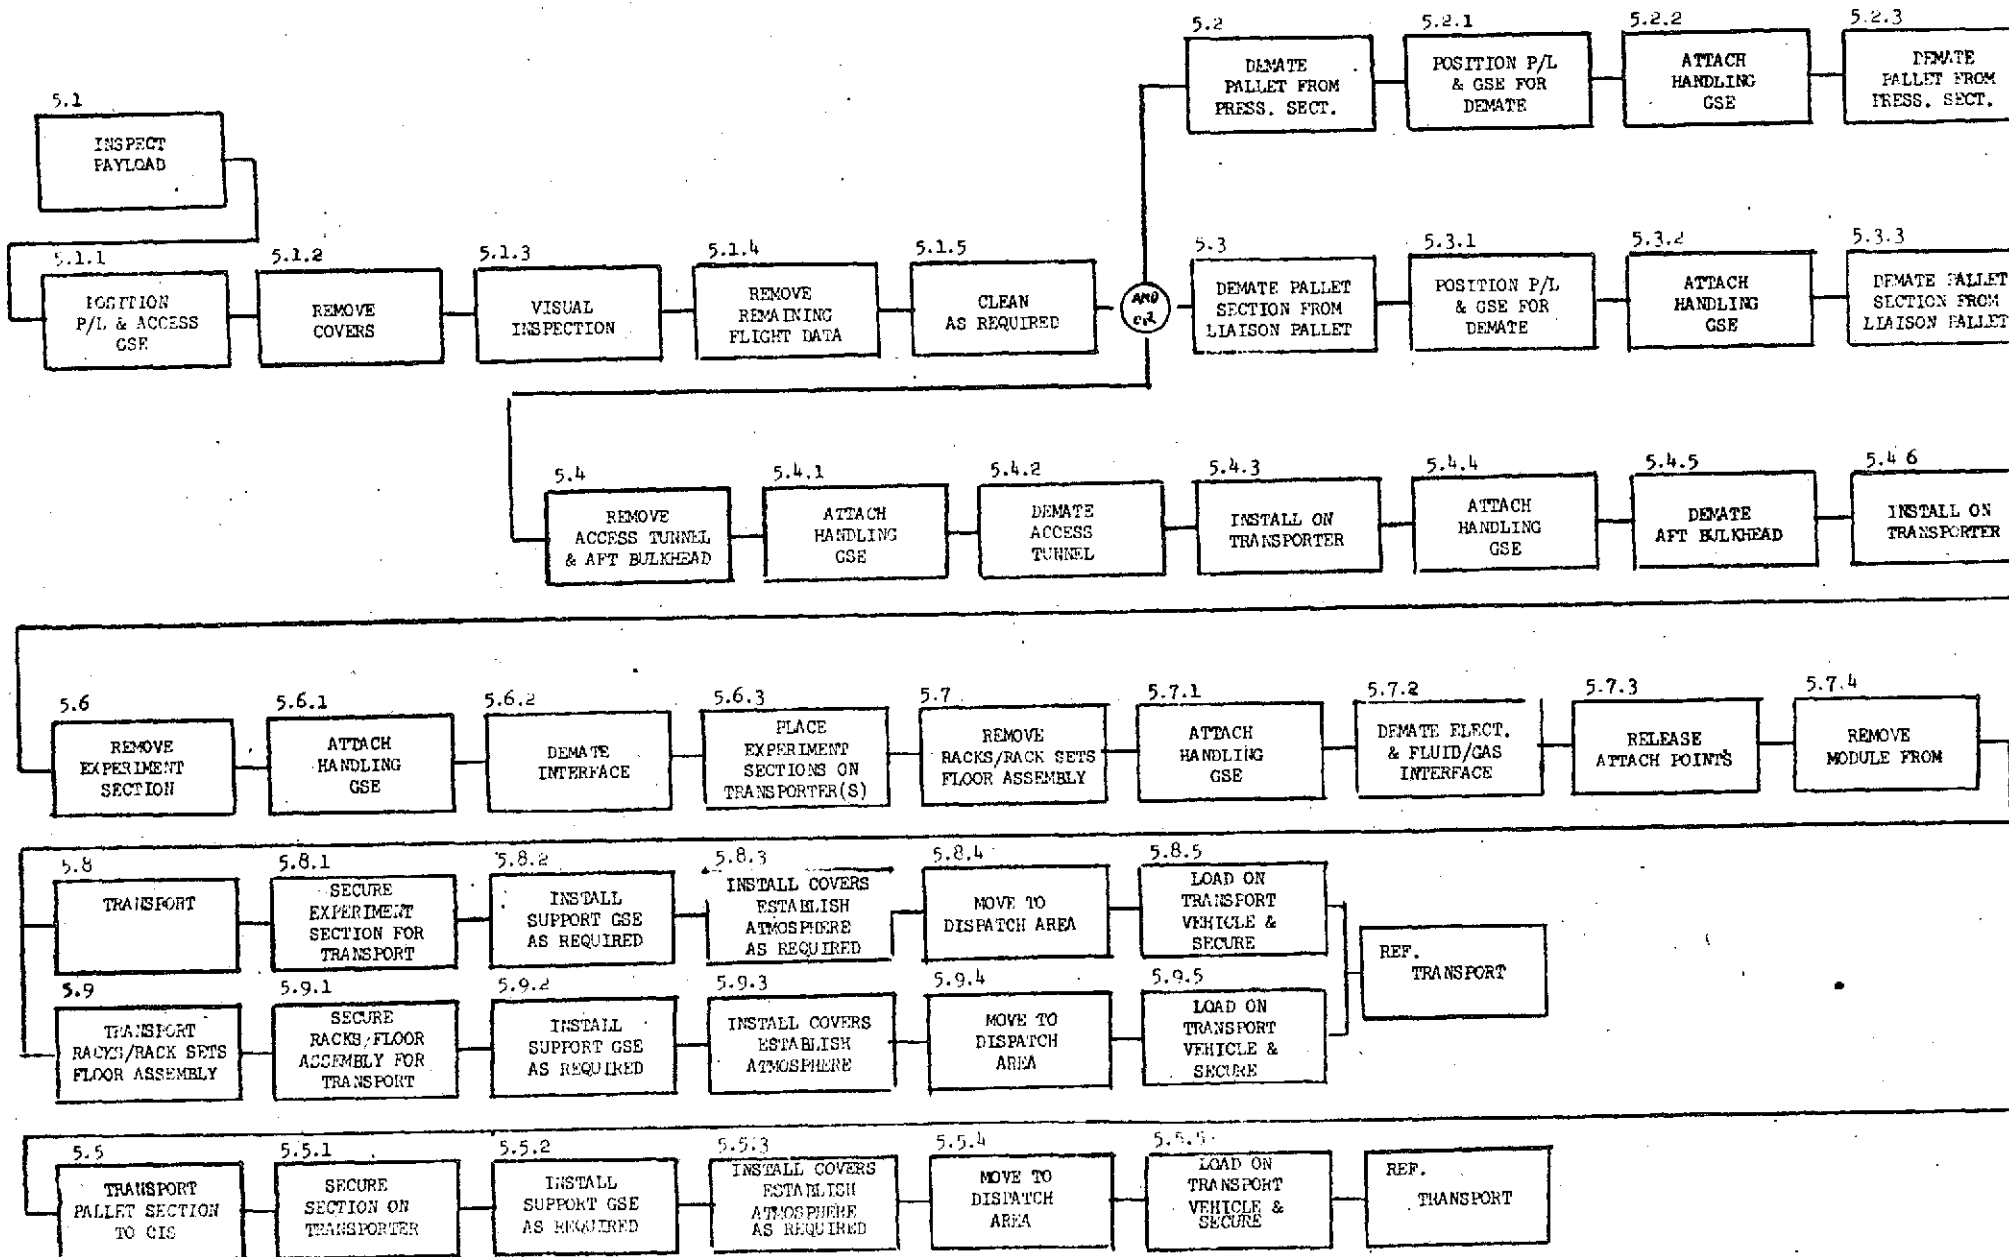 5.2
DEMATE
PALLET FROM
PRESS. SECT.
5.2.1
POSITION P/L
& GSE FOR
DEMATE
5.2.2
ATTACH
HANDLING
GSE
5.2.3
DEMATE
PALLET FROM
PRESS. SECT.
5.1
INSPECT
PAYLOAD
5.1.1
POSITION
P/L & ACCESS
GSE
5.1.2
REMOVE
COVERS
5.1.3
VISUAL
INSPECTION
5.1.4
REMOVE
REMAINING
FLIGHT DATA
5.1.5
CLEAN
AS REQUIRED
AND
OR
5.3
DEMATE PALLET
SECTION FROM
LIAISON PALLET
5.3.1
POSITION P/L
& GSE FOR
DEMATE
5.3.2
ATTACH
HANDLING
GSE
5.3.3
DEMATE PALLET
SECTION FROM
LIAISON PALLET
5.4
REMOVE
ACCESS TUNNEL
& AFT BULKHEAD
5.4.1
ATTACH
HANDLING
GSE
5.4.2
DEMATE
ACCESS
TUNNEL
5.4.3
INSTALL ON
TRANSPORTER
5.4.4
ATTACH
HANDLING
GSE
5.4.5
DEMATE
AFT BULKHEAD
5.4 6
INSTALL ON
TRANSPORTER
5.6
REMOVE
EXPERIMENT
SECTION
5.6.1
ATTACH
HANDLING
GSE
5.6.2
DEMATE
INTERFACE
5.6.3
PLACE
EXPERIMENT
SECTIONS ON
TRANSPORTER(S)
5.7
REMOVE
RACKS/RACK SETS
FLOOR ASSEMBLY
5.7.1
ATTACH
HANDLING
GSE
5.7.2
DEMATE ELECT.
& FLUID/GAS
INTERFACE
5.7.3
RELEASE
ATTACH POINTS
5.7.4
REMOVE
MODULE FROM
5.8
TRANSPORT
5.8.1
SECURE
EXPERIMENT
SECTION FOR
TRANSPORT
5.8.2
INSTALL
SUPPORT GSE
AS REQUIRED
5.8.3
INSTALL COVERS
ESTABLISH
ATMOSPHERE
AS REQUIRED
5.8.4
MOVE TO
DISPATCH AREA
5.8.5
LOAD ON
TRANSPORT
VEHICLE &
SECURE
REF.
TRANSPORT
5.9
TRANSPORT
RACKS/RACK SETS
FLOOR ASSEMBLY
5.9.1
SECURE
RACKS/FLOOR
ASSEMBLY FOR
TRANSPORT
5.9.2
INSTALL
SUPPORT GSE
AS REQUIRED
5.9.3
INSTALL COVERS
ESTABLISH
ATMOSPHERE
5.9.4
MOVE TO
DISPATCH
AREA
5.9.5
LOAD ON
TRANSPORT
VEHICLE &
SECURE
5.5
TRANSPORT
PALLET SECTION
TO CIS
5.5.1
SECURE
SECTION ON
TRANSPORTER
5.5.2
INSTALL
SUPPORT GSE
AS REQUIRED
5.5.3
INSTALL COVERS
ESTABLISH
ATMOSPHERE
AS REQUIRED
5.5.4
MOVE TO
DISPATCH
AREA
5.5.5
LOAD ON
TRANSPORT
VEHICLE &
SECURE
REF.
TRANSPORT